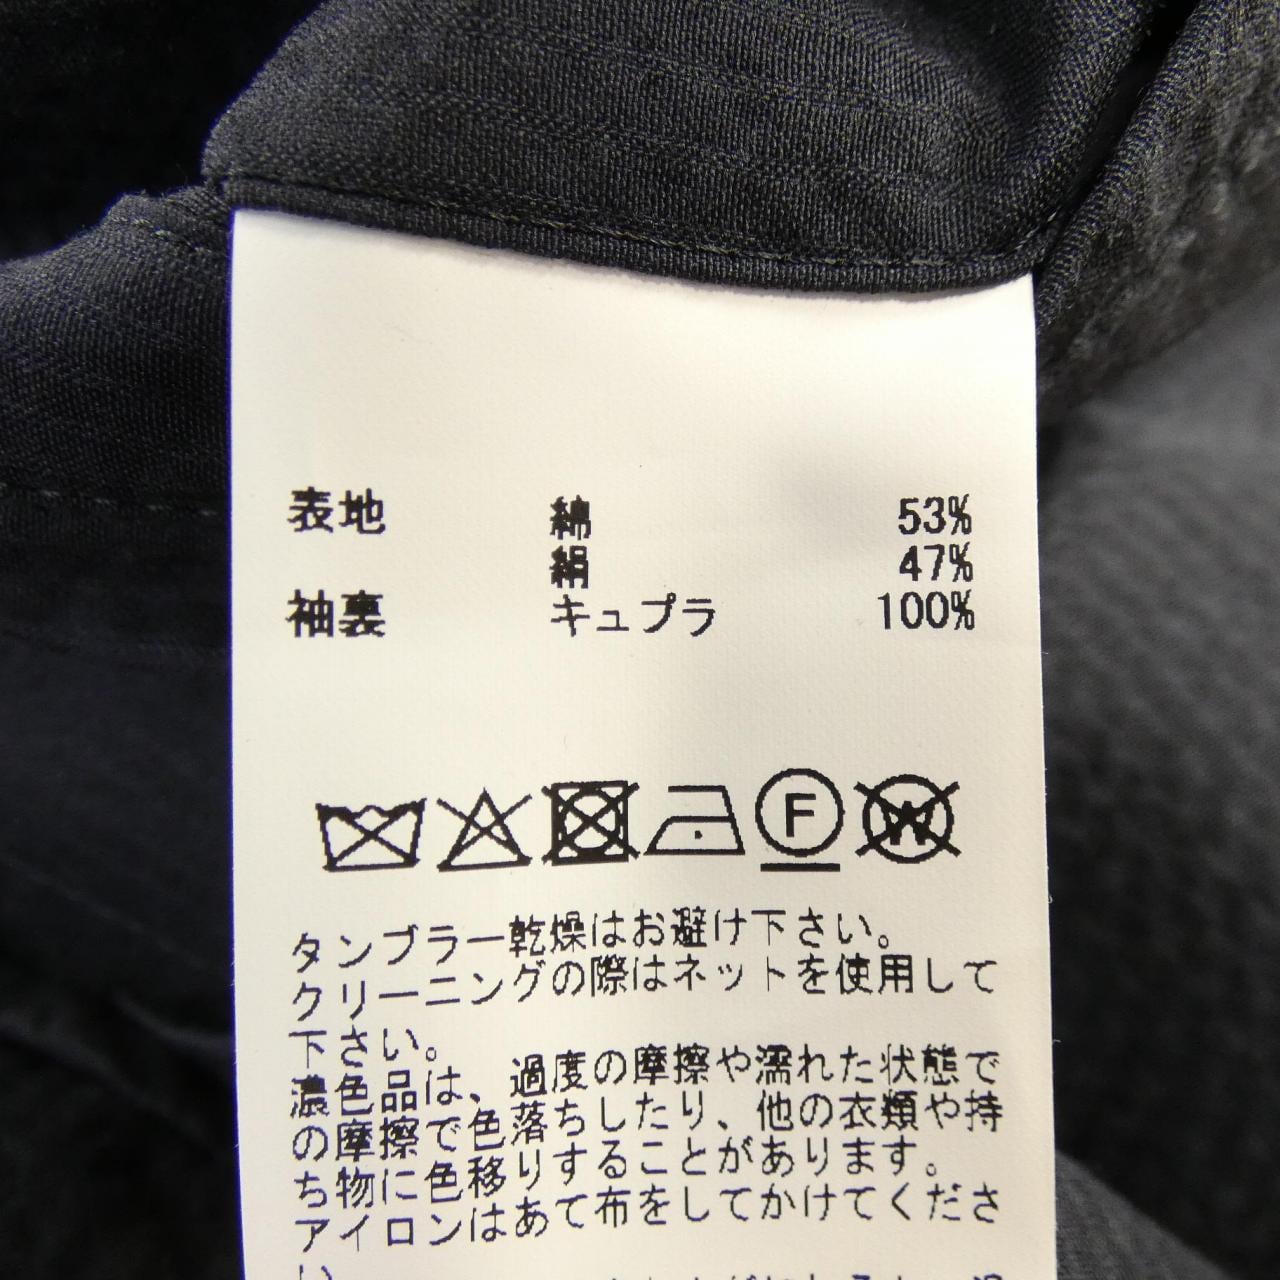 表地 綿 53%
絹 47%
袖裏 キュプラ 100%
F W
タンブラー乾燥はお避け下さい。
クリーニングの際はネットを使用して
下さい。
濃色品は、過度の摩擦や濡れた状態で
の摩擦で色落ちしたり、他の衣類や持
ち物に色移りすることがあります。
アイロンはあて布をしてかけてくださ
い。